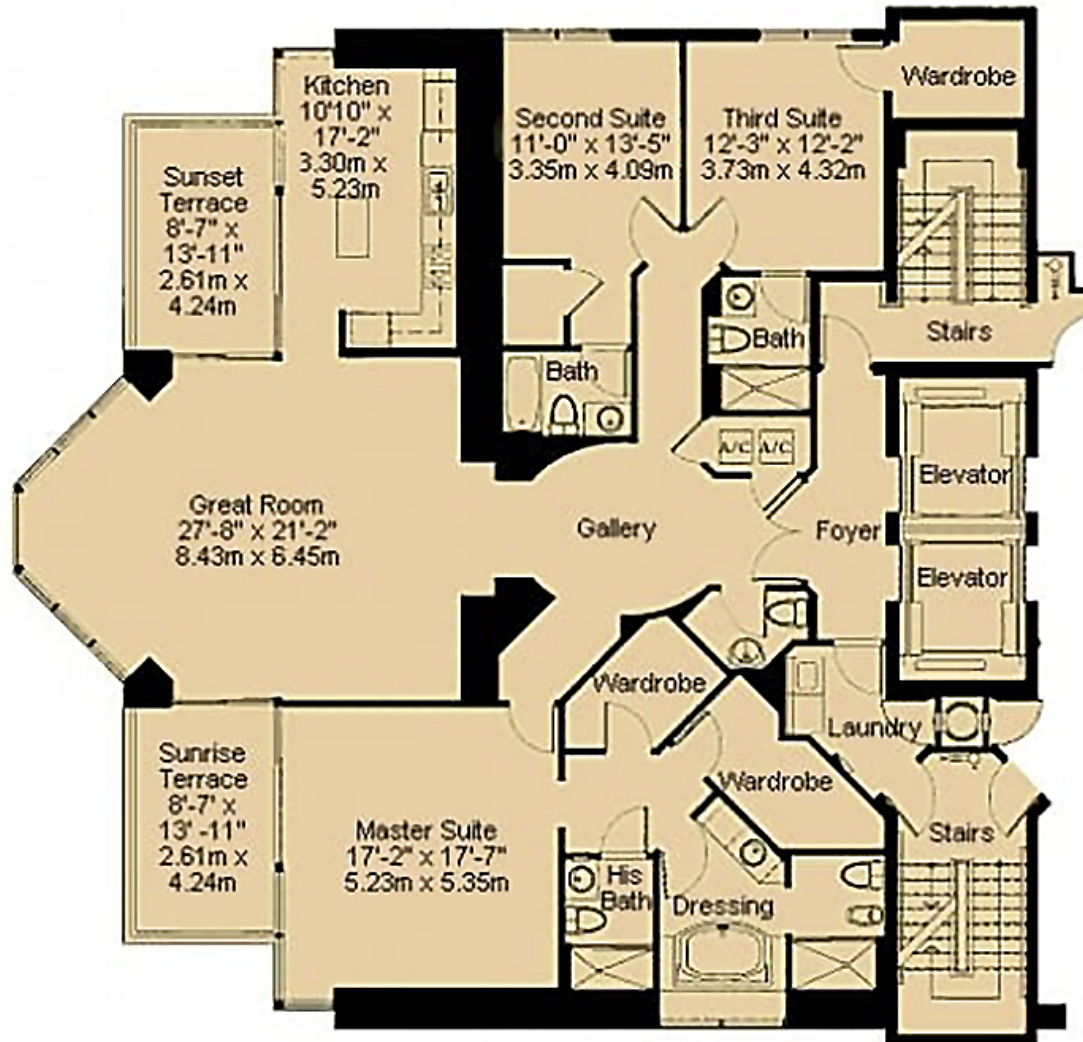 Kitchen
10'10" x
17'-2"
3.30m x
5.23m
Second Suite
11'-0" x 13'-5"
3.35m x 4.09m
Third Suite
12'-3" x 12'-2"
3.73m x 4.32m
Wardrobe
Sunset
Terrace
8'-7" x
13'-11"
2.61m x
4.24m
Stairs
Bath
Bath
A/C A/C
Elevator
Great Room
27'-8" x 21'-2"
8.43m x 6.45m
Gallery
Foyer
Elevator
Wardrobe
Laundry
Sunrise
Terrace
8'-7' x
13' -11"
2.61m x
4.24m
Wardrobe
Master Suite
17'-2" x 17'-7"
5.23m x 5.35m
Stairs
His
Bath
Dressing